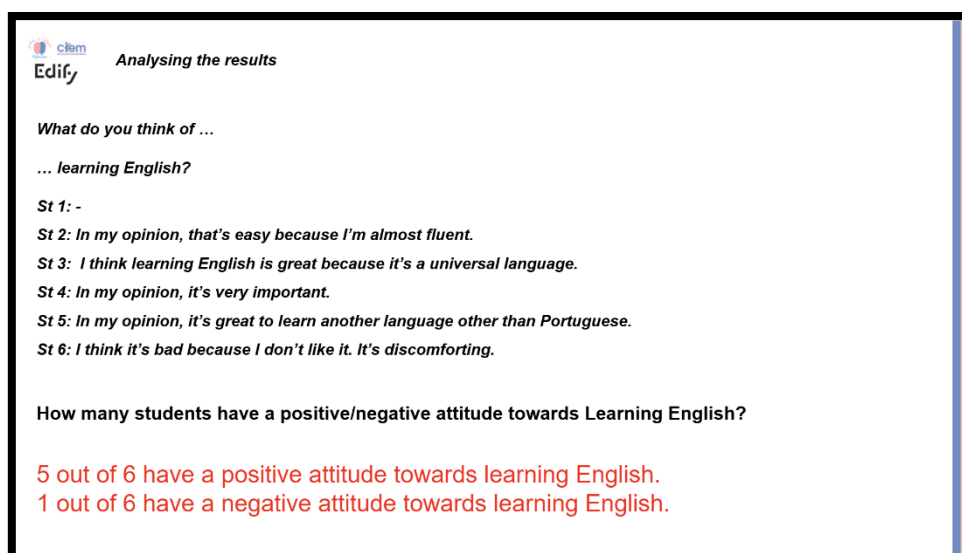 ciem
Edify
Analysing the results
What do you think of …
… learning English?
St 1: -
St 2: In my opinion, that’s easy because I’m almost fluent.
St 3:  I think learning English is great because it’s a universal language.
St 4: In my opinion, it’s very important.
St 5: In my opinion, it’s great to learn another language other than Portuguese.
St 6: I think it’s bad because I don’t like it. It’s discomforting.
How many students have a positive/negative attitude towards Learning English?
5 out of 6 have a positive attitude towards learning English.
1 out of 6 have a negative attitude towards learning English.